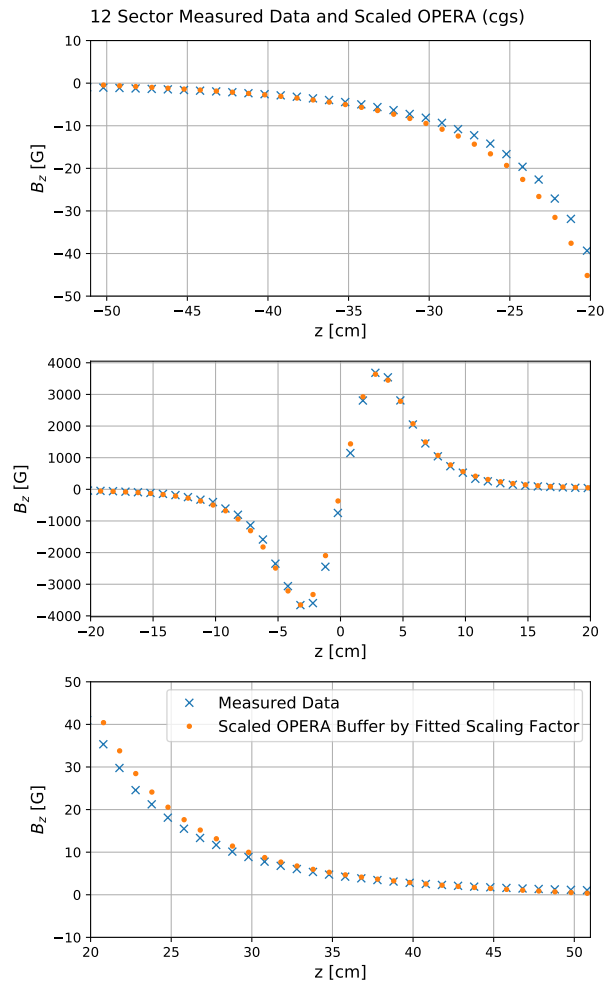 12 Sector Measured Data and Scaled OPERA (cgs)
10
0
−10
−20
−30
−40
−50
B_z [G]
−50 −45 −40 −35 −30 −25 −20
z [cm]
4000
3000
2000
1000
0
−1000
−2000
−3000
−4000
B_z [G]
−20 −15 −10 −5 0 5 10 15 20
z [cm]
50
40
30
20
10
0
−10
B_z [G]
Measured Data
Scaled OPERA Buffer by Fitted Scaling Factor
20 25 30 35 40 45 50
z [cm]